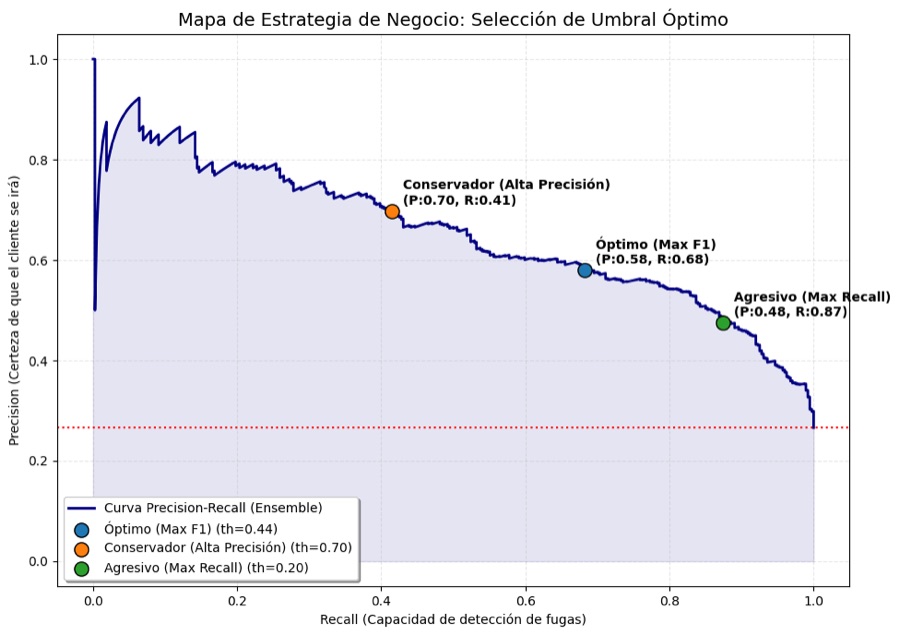 Mapa de Estrategia de Negocio: Selección de Umbral Óptimo
Precision (Certeza de que el cliente se irá)
1.0
0.8
0.6
0.4
0.2
0.0
Conservador (Alta Precisión)
(P:0.70, R:0.41)
Óptimo (Max F1)
(P:0.58, R:0.68)
Agresivo (Max Recall)
(P:0.48, R:0.87)
Curva Precision-Recall (Ensemble)
Óptimo (Max F1) (th=0.44)
Conservador (Alta Precisión) (th=0.70)
Agresivo (Max Recall) (th=0.20)
0.0 0.2 0.4 0.6 0.8 1.0
Recall (Capacidad de detección de fugas)